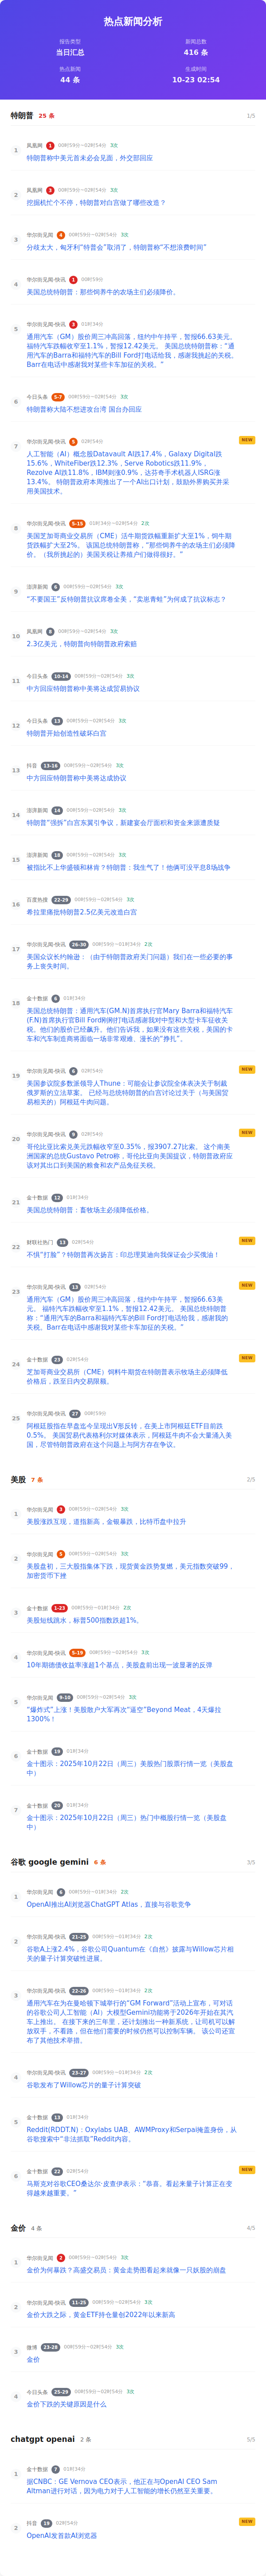 热点新闻分析
报告类型
新闻总数
当日汇总
416 条
热点新闻
生成时间
44 条
10-23 02:54
特朗普 25 条 1/5
1 凤凰网 1 00时59分~02时54分 3次
特朗普称中美元首未必会见面，外交部回应
2 凤凰网 3 00时59分~02时54分 3次
挖掘机忙个不停，特朗普对白宫做了哪些改造？
3 华尔街见闻 4 00时59分~02时54分 3次
分歧太大，匈牙利“特普会”取消了，特朗普称“不想浪费时间”
4 华尔街见闻-快讯 1 00时59分
美国总统特朗普：那些饲养牛的农场主们必须降价。
5 华尔街见闻-快讯 3 01时34分
通用汽车（GM）股价周三冲高回落，纽约中午持平，暂报66.63美元。
福特汽车跌幅收窄至1.1%，暂报12.42美元。 美国总统特朗普称：“通
用汽车的Barra和福特汽车的Bill Ford打电话给我，感谢我挑起的关税。
Barr在电话中感谢我对某些卡车加征的关税。”
6 今日头条 5-7 00时59分~02时54分 3次
特朗普称大陆不想进攻台湾 国台办回应
7 华尔街见闻-快讯 5 02时54分 NEW
人工智能（AI）概念股Datavault AI跌17.4%，Galaxy Digital跌
15.6%，WhiteFiber跌12.3%，Serve Robotics跌11.9%，
Rezolve AI跌11.8%，IBM则涨0.9%，达芬奇手术机器人ISRG涨
13.4%。 特朗普政府本周推出了一个AI出口计划，鼓励外界购买并采
用美国技术。
8 华尔街见闻-快讯 5-15 01时34分~02时54分 2次
美国芝加哥商业交易所（CME）活牛期货跌幅重新扩大至1%，饲牛期
货跌幅扩大至2%。 该国总统特朗普称，“那些饲养牛的农场主们必须降
价。（我所挑起的）美国关税让养殖户们做得很好。”
9 澎湃新闻 6 00时59分~02时54分 3次
“不要国王”反特朗普抗议席卷全美，“卖崽青蛙”为何成了抗议标志？
10 凤凰网 8 00时59分~02时54分 3次
2.3亿美元，特朗普向特朗普政府索赔
11 今日头条 10-14 00时59分~02时54分 3次
中方回应特朗普称中美将达成贸易协议
12 今日头条 13 00时59分~02时54分 3次
特朗普开始创造性破坏白宫
13 抖音 13-16 00时59分~02时54分 3次
中方回应特朗普称中美将达成协议
14 澎湃新闻 14 00时59分~02时54分 3次
特朗普“强拆”白宫东翼引争议，新建宴会厅面积和资金来源遭质疑
15 澎湃新闻 18 00时59分~02时54分 3次
被指比不上华盛顿和林肯？特朗普：我生气了！他俩可没平息8场战争
16 百度热搜 22-29 00时59分~02时54分 3次
希拉里痛批特朗普2.5亿美元改造白宫
17 华尔街见闻-快讯 26-30 00时59分~01时34分 2次
美国众议长约翰逊：（由于特朗普政府关门问题）我们在一些必要的事
务上丧失时间。
18 金十数据 6 01时34分
美国总统特朗普：通用汽车(GM.N)首席执行官Mary Barra和福特汽车
(F.N)首席执行官Bill Ford刚刚打电话感谢我对中型和大型卡车征收关
税。他们的股价已经飙升。他们告诉我，如果没有这些关税，美国的卡
车和汽车制造商将面临一场非常艰难、漫长的“挣扎”。
19 华尔街见闻-快讯 6 02时54分 NEW
美国参议院多数派领导人Thune：可能会让参议院全体表决关于制裁
俄罗斯的立法草案。 已经与总统特朗普的白宫讨论过关于（与美国贸
易相关的）阿根廷牛肉问题。
20 华尔街见闻-快讯 9 02时54分 NEW
哥伦比亚比索兑美元跌幅收窄至0.35%，报3907.27比索。 这个南美
洲国家的总统Gustavo Petro称，哥伦比亚向美国提议，特朗普政府应
该对其出口到美国的粮食和农产品免征关税。
21 金十数据 12 01时34分
美国总统特朗普：畜牧场主必须降低价格。
22 财联社热门 13 02时54分 NEW
不惧“打脸”？特朗普再次扬言：印总理莫迪向我保证会少买俄油！
23 华尔街见闻-快讯 13 02时54分 NEW
通用汽车（GM）股价周三冲高回落，纽约中午持平，暂报66.63美
元。 福特汽车跌幅收窄至1.1%，暂报12.42美元。 美国总统特朗普
称：“通用汽车的Barra和福特汽车的Bill Ford打电话给我，感谢我的
关税。Barra在电话中感谢我对某些卡车加征的关税。”
24 金十数据 23 02时54分 NEW
芝加哥商业交易所（CME）饲料牛期货在特朗普表示牧场主必须降低
价格后，跌至日内交易限额。
25 华尔街见闻-快讯 27 00时59分
阿根廷股指在早盘迄今呈现出V形反转，在美上市阿根廷ETF目前跌
0.5%。 美国贸易代表格利尔对媒体表示，阿根廷牛肉不会大量涌入美
国，尽管特朗普政府在这个问题上与阿方存在争议。
美股 7 条 2/5
1 华尔街见闻 3 00时59分~02时54分 3次
美股涨跌互现，道指新高，金银暴跌，比特币盘中拉升
2 华尔街见闻 5 00时59分~02时54分 3次
美股盘初，三大股指集体下跌，现货黄金跌势复燃，美元指数突破99，
加密货币下挫
3 金十数据 1-23 00时59分~01时34分 2次
美股短线跳水，标普500指数跌超1%。
4 华尔街见闻-快讯 5-19 00时59分~02时54分 3次
10年期德债收益率涨超1个基点，美股盘前出现一波显著的反弹
5 华尔街见闻 9-10 00时59分~02时54分 3次
“爆炸式”上涨！美股散户大军再次“逼空”Beyond Meat，4天爆拉
1300%！
6 金十数据 19 01时34分
金十图示：2025年10月22日（周三）美股热门股票行情一览（美股盘
中）
7 金十数据 20 01时34分
金十图示：2025年10月22日（周三）热门中概股行情一览（美股盘
中）
谷歌 google gemini 6 条 3/5
1 华尔街见闻 6 00时59分~01时34分 2次
OpenAI推出AI浏览器ChatGPT Atlas，直接与谷歌竞争
2 华尔街见闻-快讯 21-25 00时59分~01时34分 2次
谷歌A上涨2.4%，谷歌公司Quantum在《自然》披露与Willow芯片相
关的量子计算突破性进展。
3 华尔街见闻-快讯 22-26 00时59分~01时34分 2次
通用汽车在为在曼哈顿下城举行的“GM Forward”活动上宣布，可对话
的谷歌公司人工智能（AI）大模型Gemini功能将于2026年开始在其汽
车上推出。 在接下来的三年里，还计划推出一种新系统，让司机可以解
放双手，不看路，但在他们需要的时候仍然可以控制车辆。 该公司还宣
布了其他技术举措。
4 华尔街见闻-快讯 23-27 00时59分~01时34分 2次
谷歌发布了Willow芯片的量子计算突破
5 金十数据 13 01时34分
Reddit(RDDT.N)：Oxylabs UAB、AWMProxy和Serpai掩盖身份，从
谷歌搜索中“非法抓取”Reddit内容。
6 金十数据 22 02时54分 NEW
马斯克对谷歌CEO桑达尔·皮查伊表示：“恭喜。看起来量子计算正在变
得越来越重要。”
金价 4 条 4/5
1 华尔街见闻 2 00时59分~02时54分 3次
金价为何暴跌？高盛交易员：黄金走势图看起来就像一只妖股的崩盘
2 华尔街见闻-快讯 11-25 00时59分~02时54分 3次
金价大跌之际，黄金ETF持仓量创2022年以来新高
3 微博 23-28 00时59分~02时54分 3次
金价
4 今日头条 25-29 00时59分~02时54分 3次
金价下跌的关键原因是什么
chatgpt openai 2 条 5/5
1 金十数据 7 01时34分
据CNBC：GE Vernova CEO表示，他正在与OpenAI CEO Sam
Altman进行对话，因为电力对于人工智能的增长仍然至关重要。
2 抖音 19 02时54分 NEW
OpenAI发首款AI浏览器